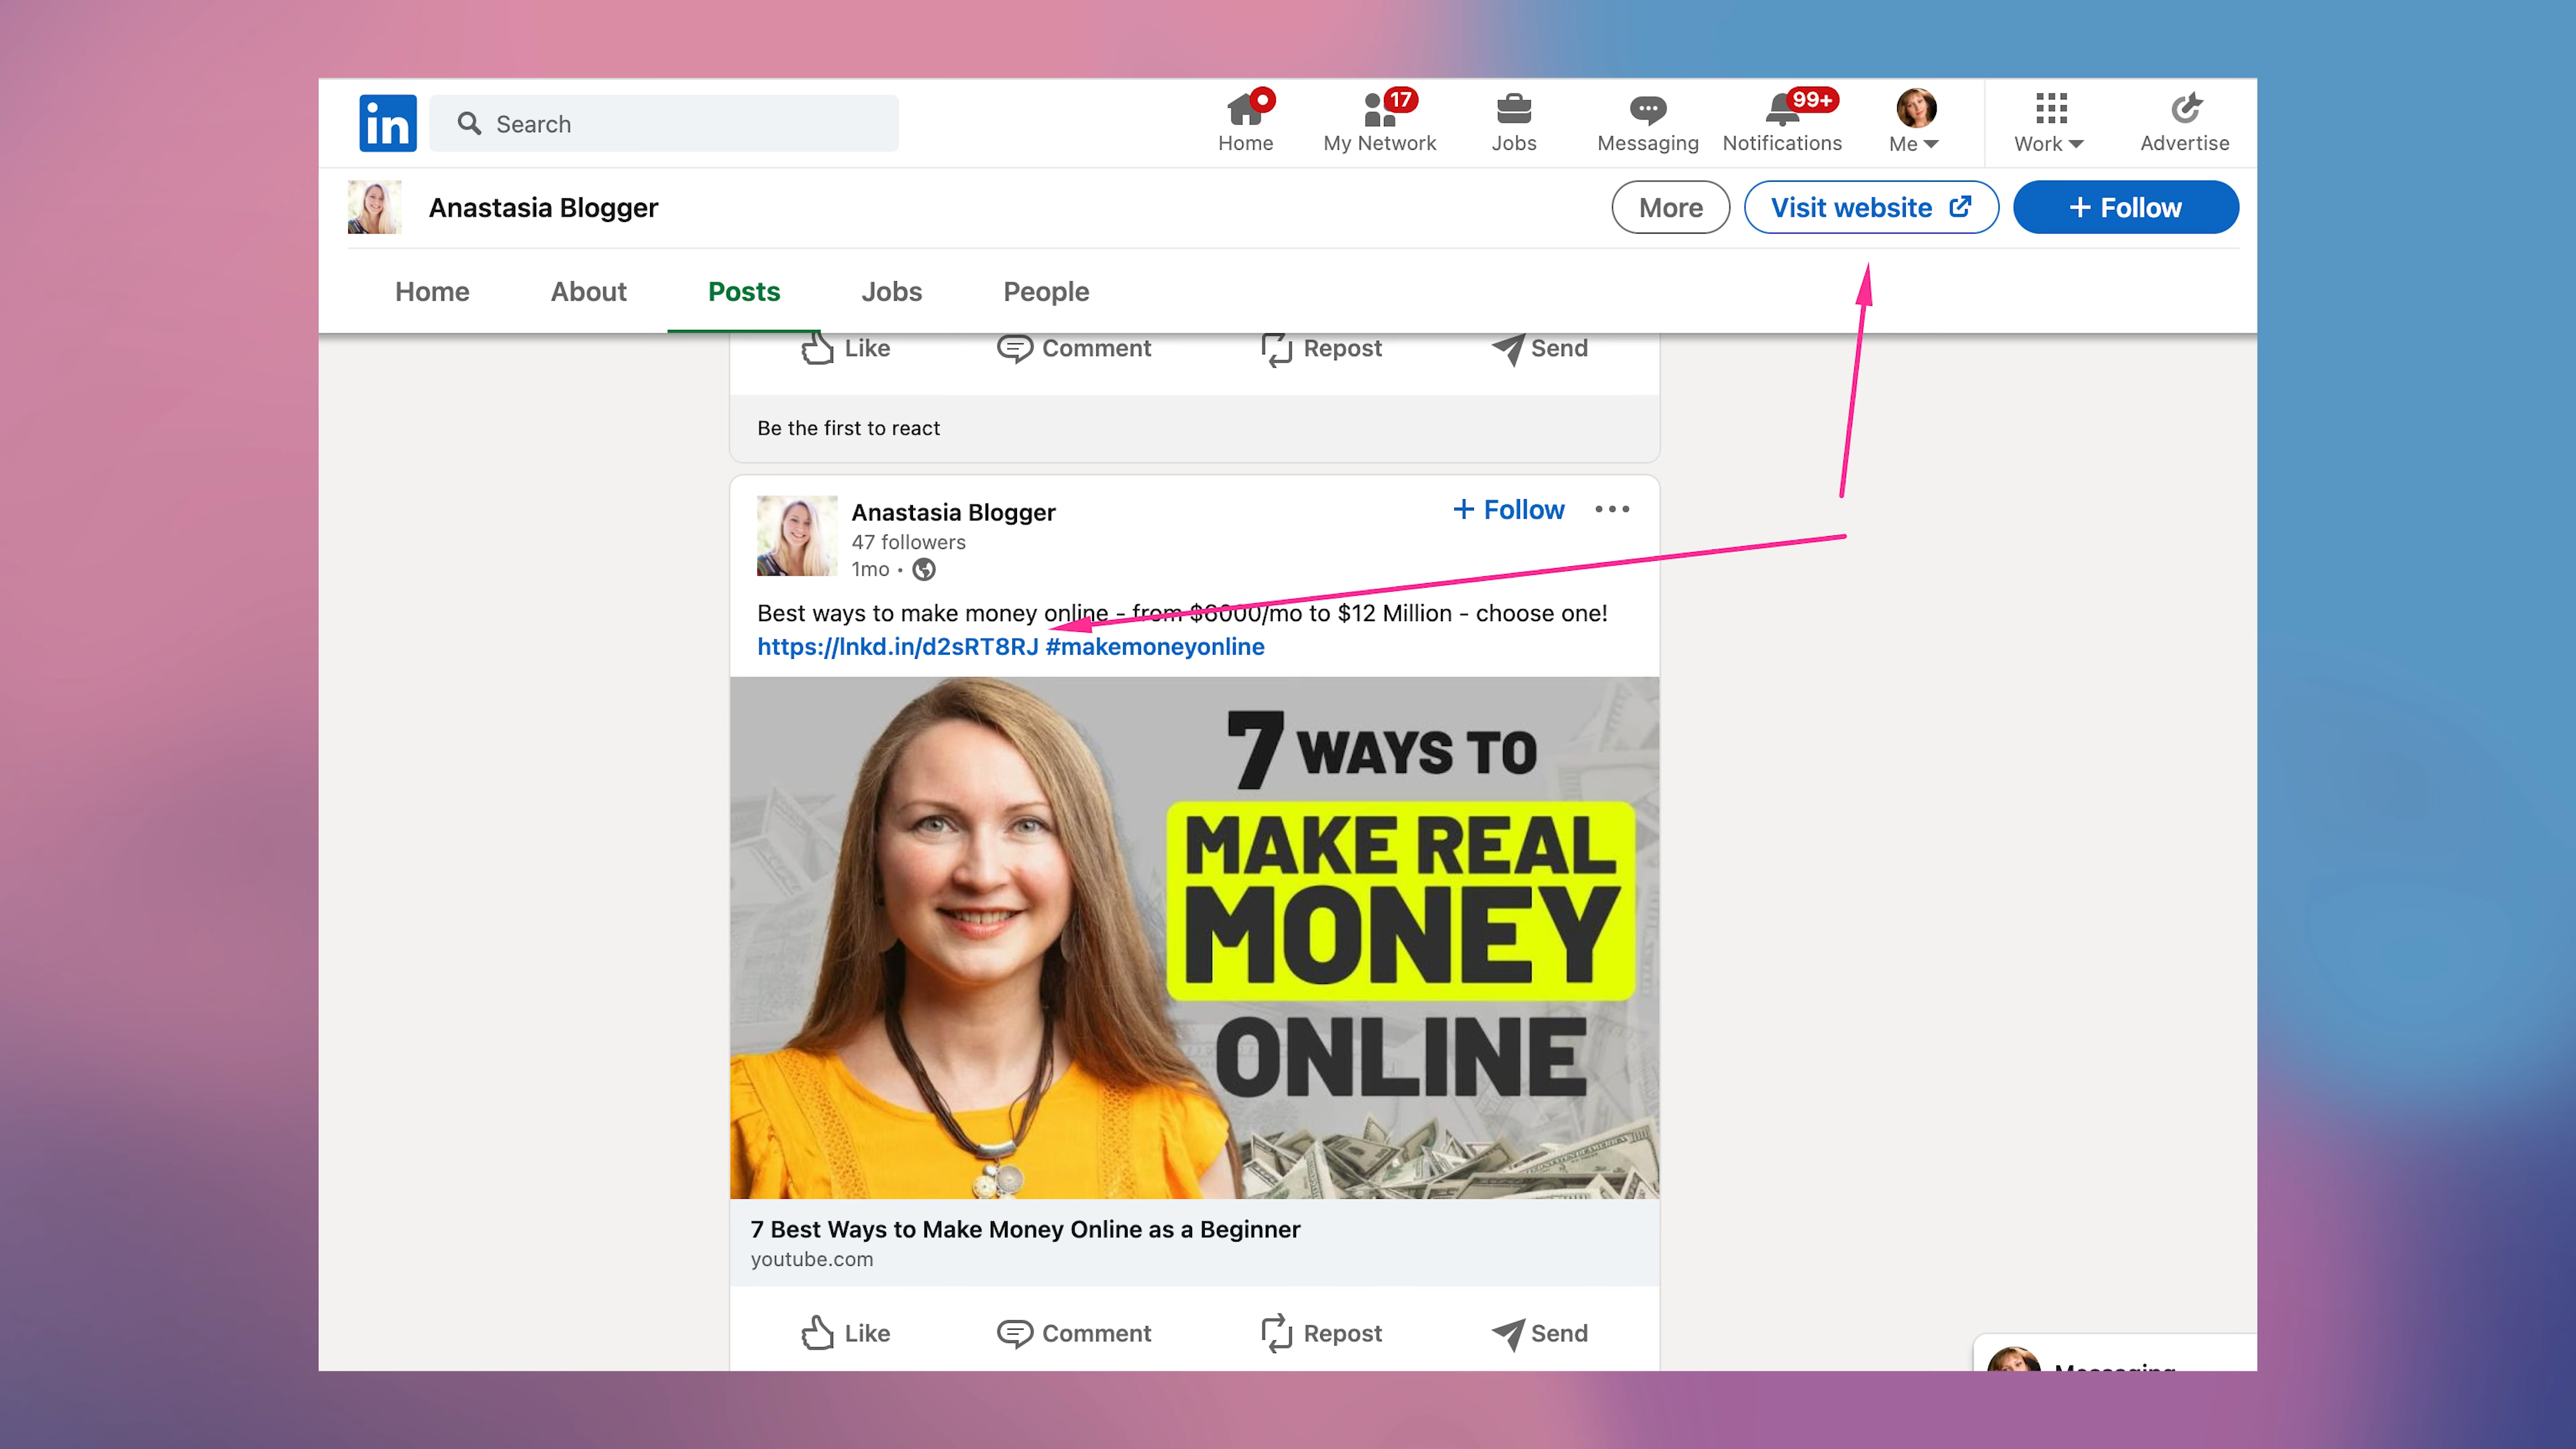 in Search
Home
17
My Network
Jobs
Messaging
99+
Notifications
Me
Work
Advertise
Anastasia Blogger
More
Visit website
+ Follow
Home About Posts Jobs People
Like Comment Repost Send
Be the first to react
Anastasia Blogger
+ Follow
47 followers
1mo •
Best ways to make money online - from $6000/mo to $12 Million - choose one!
https://lnkd.in/d2sRT8RJ #makemoneyonline
7 WAYS TO
MAKE REAL
MONEY
ONLINE
7 Best Ways to Make Money Online as a Beginner
youtube.com
Like Comment Repost Send
Messaging